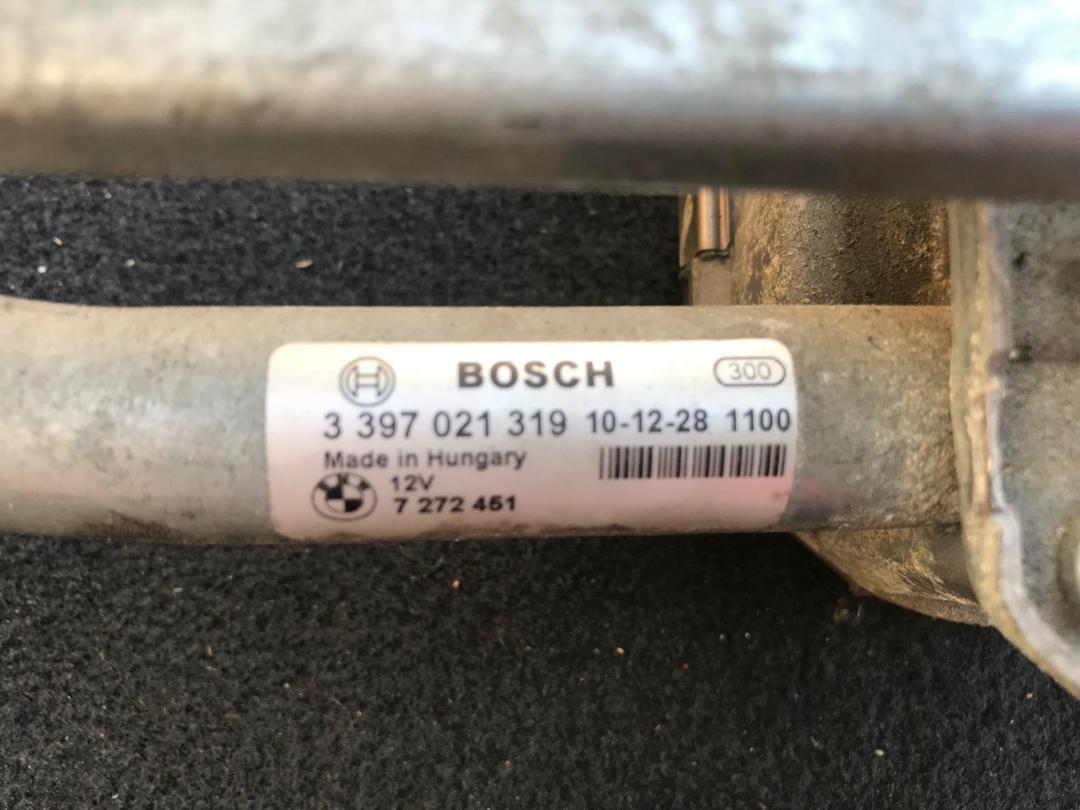 BOSCH 300
3 397 021 319 10-12-28 1100
Made in Hungary
12V
7 272 451